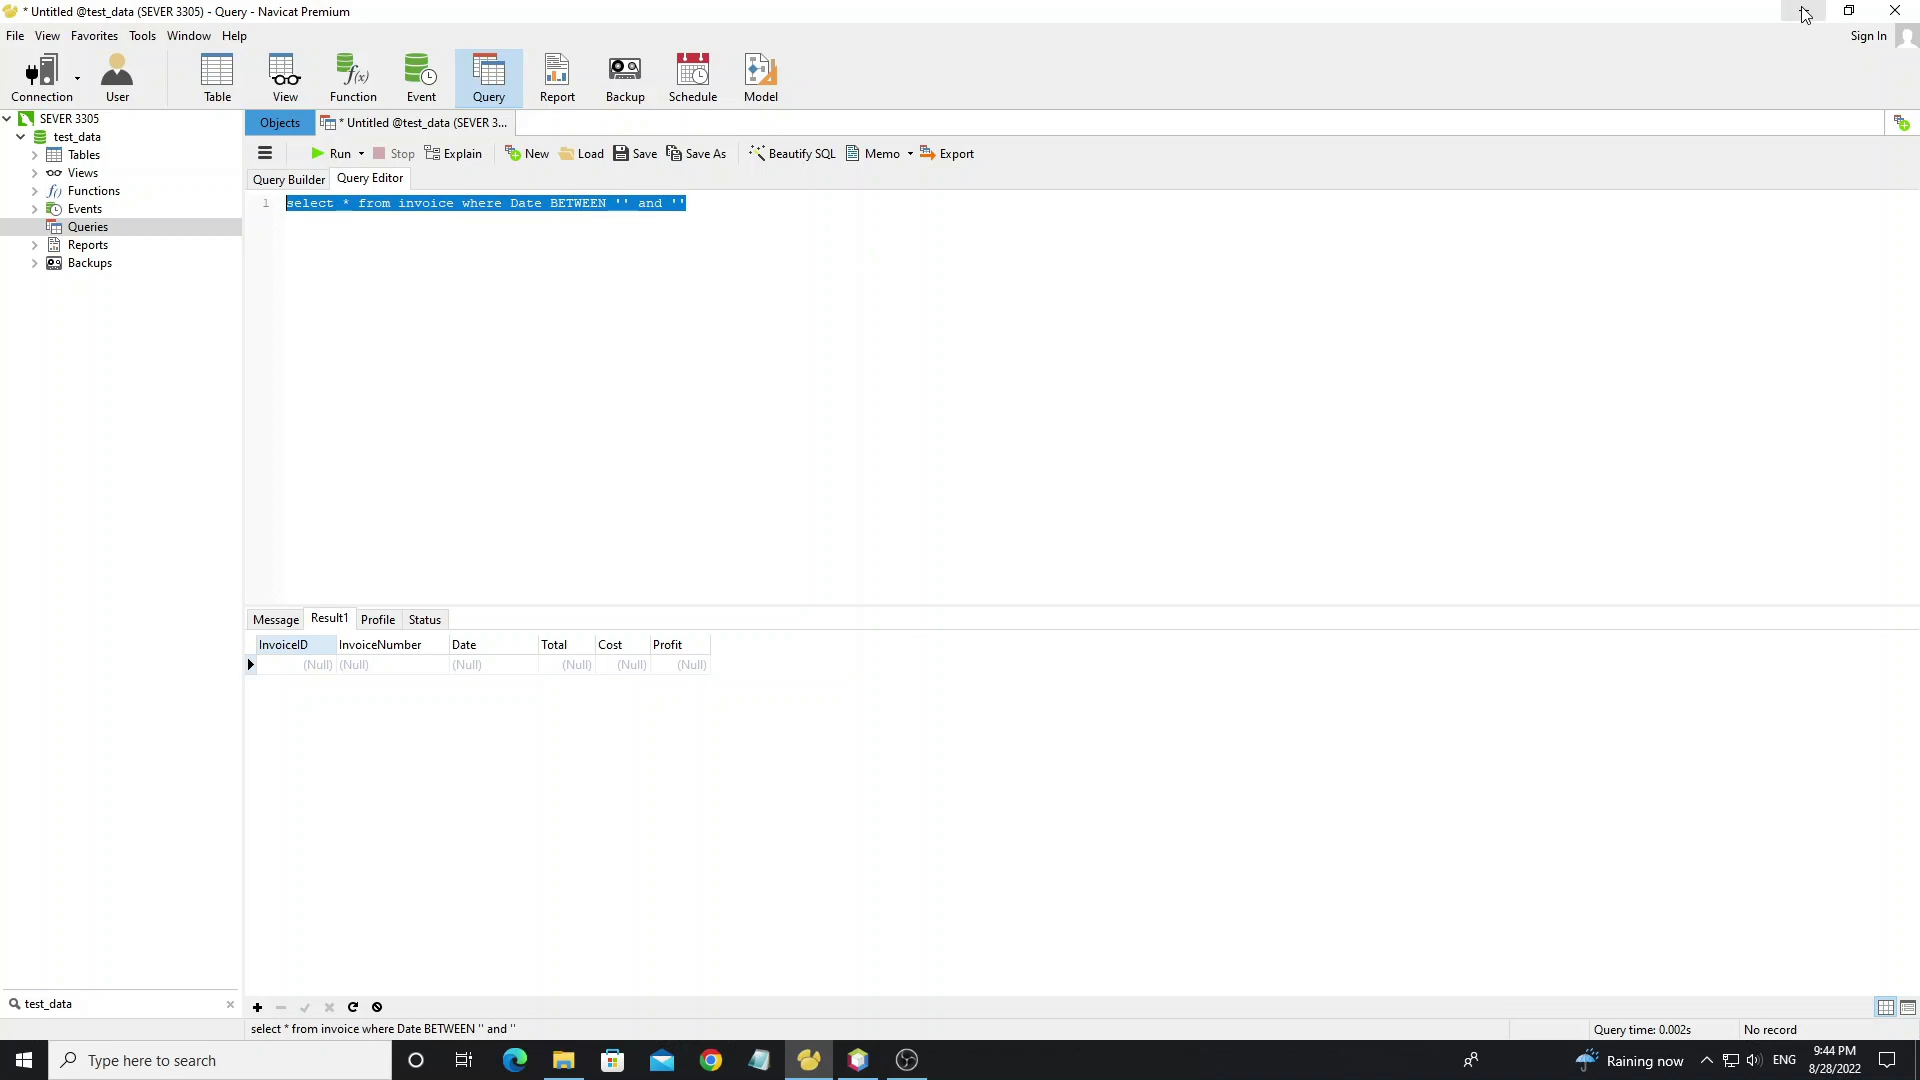 * Untitled @test_data (SEVER 3305) - Query - Navicat Premium
File View Favorites Tools Window Help
Sign In
Connection User Table View Function Event Query Report Backup Schedule Model
SEVER 3305
test_data
Tables
Views
Functions
Events
Queries
Reports
Backups
Objects * Untitled @test_data (SEVER 3...
Run Stop Explain New Load Save Save As Beautify SQL Memo Export
Query Builder Query Editor
1 select * from invoice where Date BETWEEN '' and ''
Message Result1 Profile Status
InvoiceID InvoiceNumber Date Total Cost Profit
(Null) (Null) (Null) (Null) (Null) (Null)
test_data
select * from invoice where Date BETWEEN '' and ''
Query time: 0.002s No record
Type here to search
Raining now ENG
9:44 PM
8/28/2022